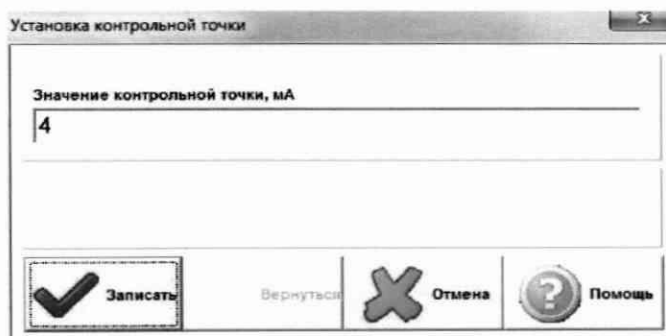 Установка контрольной точки
Значение контрольной точки, мА
4
Записать
Вернуться
Отмена
Помощь